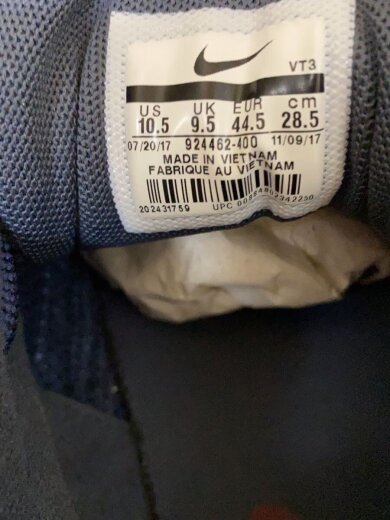 VT3
US UK EUR cm
10.5 9.5 44.5 28.5
07/20/17 924462-400 11/09/17
MADE IN VIETNAM
FABRIQUE AU VIETNAM
202431759 UPC